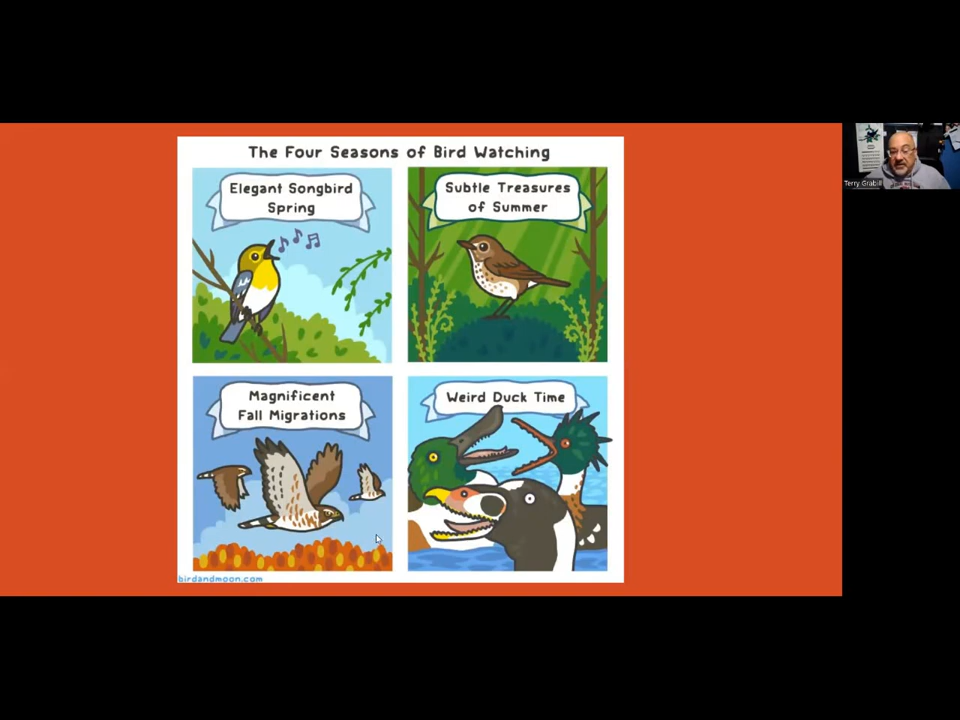 The Four Seasons of Bird Watching
Elegant Songbird
Spring
Subtle Treasures
of Summer
Magnificent
Fall Migrations
Weird Duck Time
birdandmoon.com
Terry Grabill